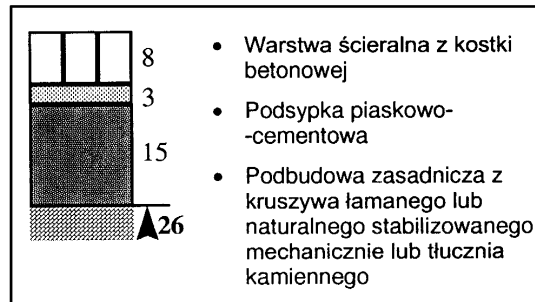 8
3
15
26
• Warstwa ścieralna z kostki
betonowej
• Podsypka piaskowo-
-cementowa
• Podbudowa zasadnicza z
kruszywa łamanego lub
naturalnego stabilizowanego
mechanicznie lub tłucznia
kamiennego